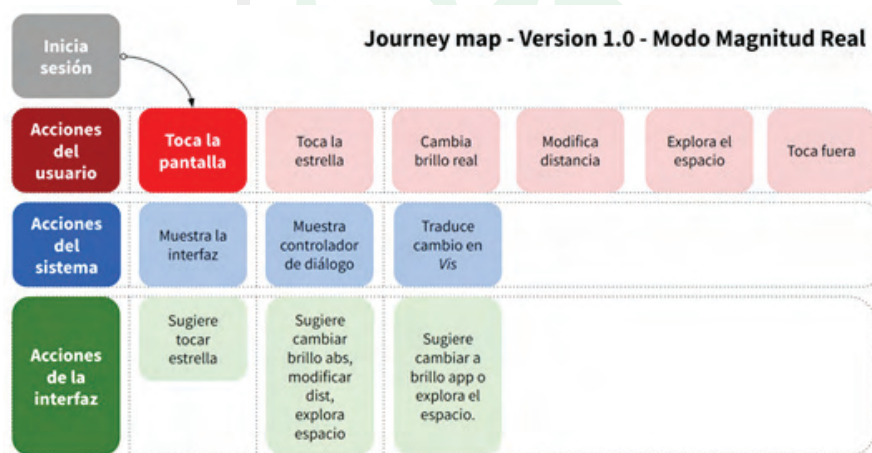 Inicia
sesión
Journey map - Version 1.0 - Modo Magnitud Real
Acciones
del
usuario
Toca la
pantalla
Toca la
estrella
Cambia
brillo real
Modifica
distancia
Explora el
espacio
Toca fuera
Acciones
del
sistema
Muestra la
interfaz
Muestra
controlador
de diálogo
Traduce
cambio en
Vis
Acciones
de la
interfaz
Sugiere
tocar
estrella
Sugiere
cambiar
brillo abs,
modificar
dist,
explora
espacio
Sugiere
cambiar a
brillo app o
explora el
espacio.